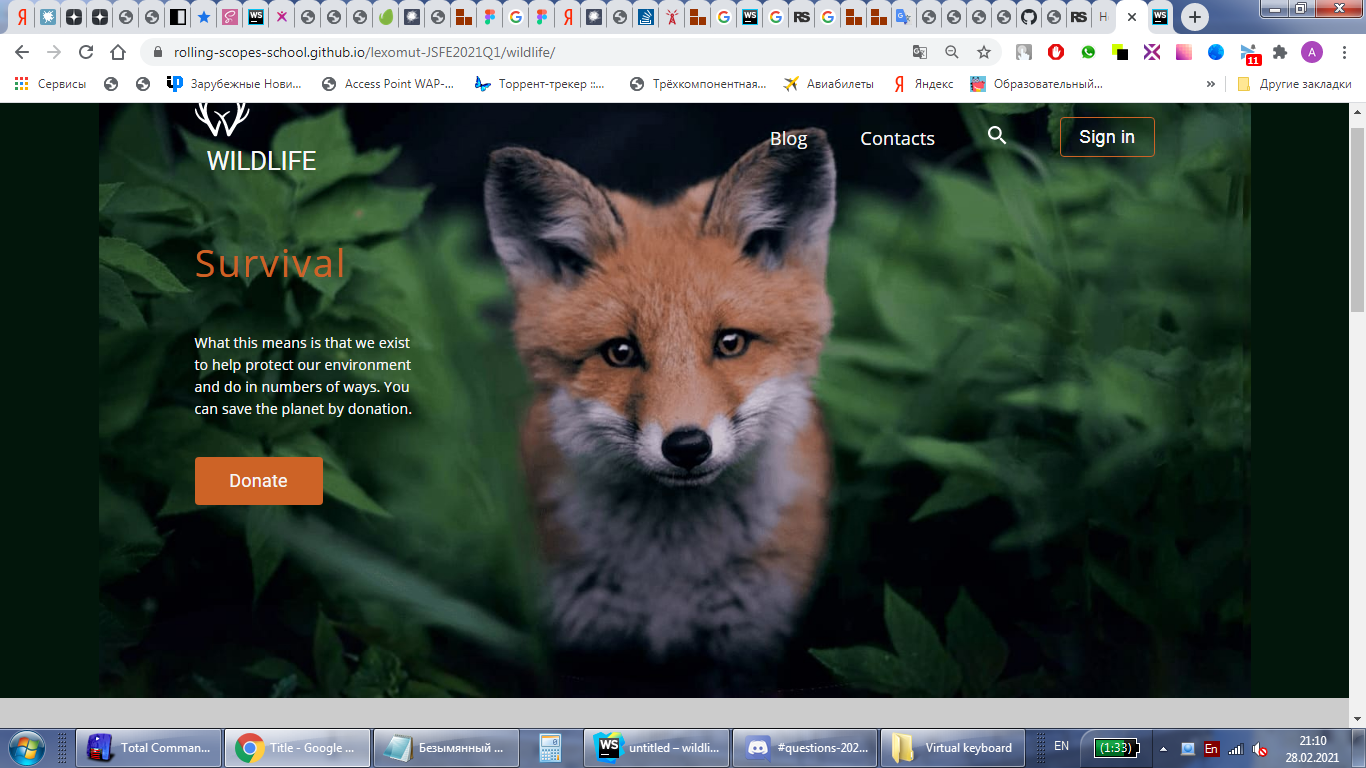 rolling-scopes-school.github.io/lexomut-JSFE2021Q1/wildlife/
11
A
Сервисы
Зарубежные Нови...
Access Point WAP-...
Торрент-трекер ::...
Трёхкомпонентная...
Авиабилеты
Яндекс
Образовательный...
»
Другие закладки
WILDLIFE
Blog
Contacts
Sign in
Survival
What this means is that we exist
to help protect our environment
and do in numbers of ways. You
can save the planet by donation.
Donate
Total Comman...
Title - Google ...
Безымянный ...
untitled – wildli...
#questions-202...
Virtual keyboard
EN
(1:33)
En
21:10
28.02.2021